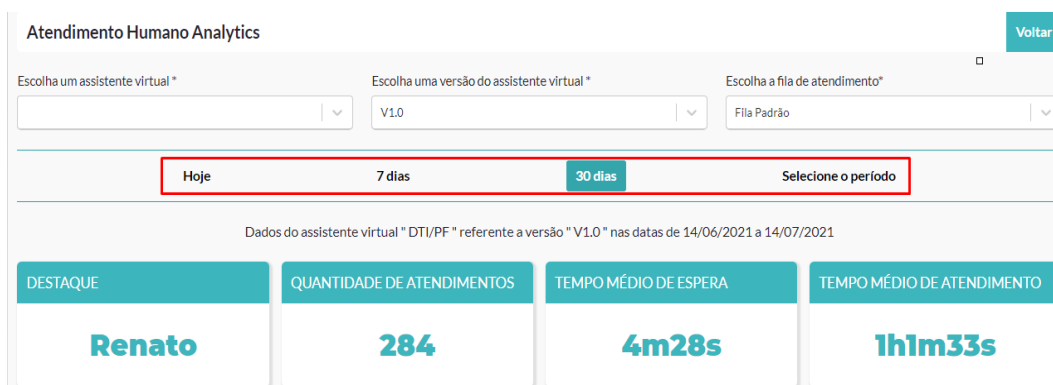 Atendimento Humano Analytics
Voltar
Escolha um assistente virtual *
Escolha uma versão do assistente virtual *
Escolha a fila de atendimento*
V1.0
Fila Padrão
Hoje
7 dias
30 dias
Selecione o período
Dados do assistente virtual " DTI/PF " referente a versão " V1.0 " nas datas de 14/06/2021 a 14/07/2021
DESTAQUE
QUANTIDADE DE ATENDIMENTOS
TEMPO MÉDIO DE ESPERA
TEMPO MÉDIO DE ATENDIMENTO
Renato
284
4m28s
1h1m33s